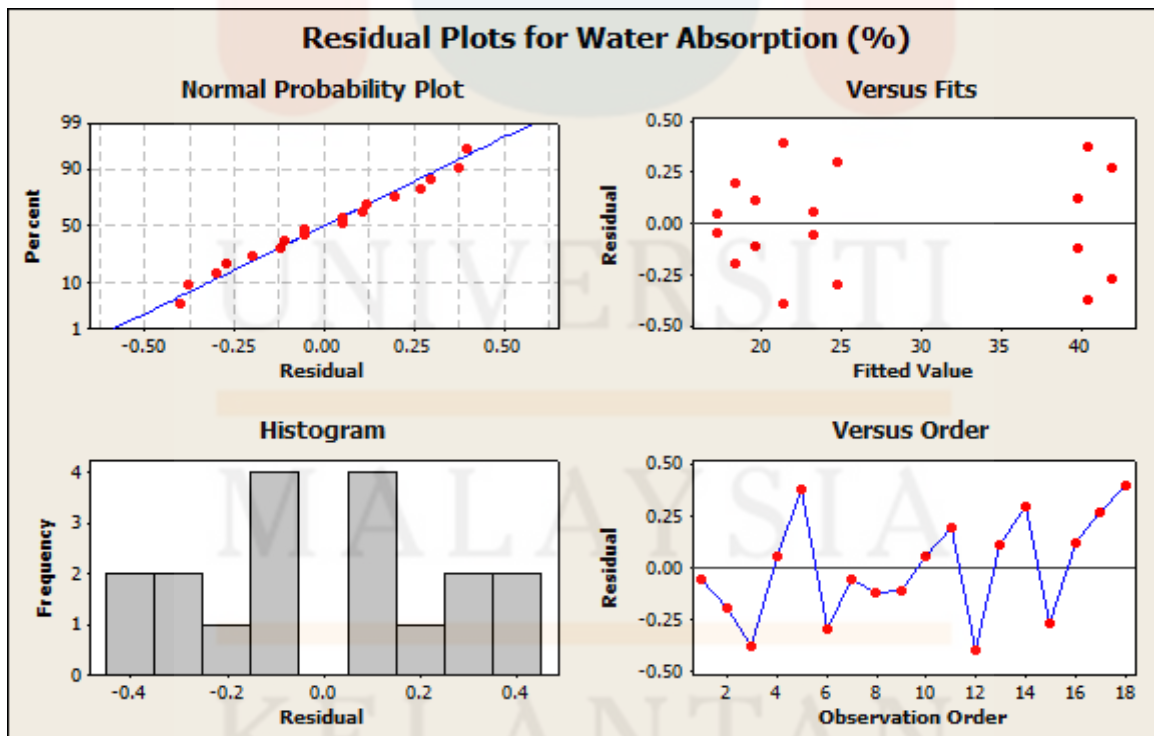 Residual Plots for Water Absorption (%)
Normal Probability Plot
Percent
99
90
50
10
1
-0.50 -0.25 0.00 0.25 0.50
Residual
Versus Fits
Residual
0.50
0.25
0.00
-0.25
-0.50
20 25 30 35 40
Fitted Value
Histogram
Frequency
4
3
2
1
0
-0.4 -0.2 0.0 0.2 0.4
Residual
Versus Order
Residual
0.50
0.25
0.00
-0.25
-0.50
2 4 6 8 10 12 14 16 18
Observation Order
UNIVERSITI
MALAYSIA
KELANTAN